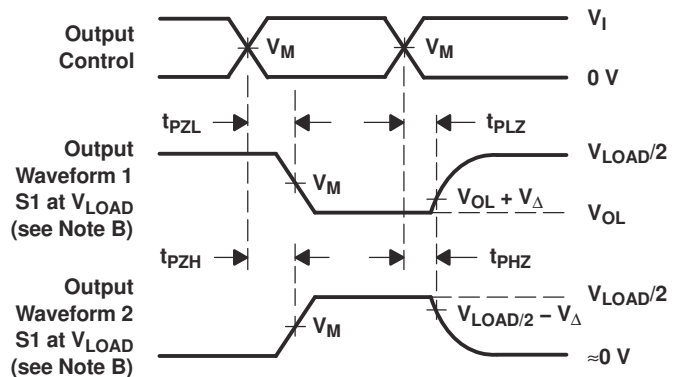 Output
Control
V_M
V_M
V_I
0 V
t_PZL
t_PLZ
Output
Waveform 1
S1 at V_LOAD
(see Note B)
V_M
V_OL + V_Δ
V_LOAD/2
V_OL
t_PZH
t_PHZ
Output
Waveform 2
S1 at V_LOAD
(see Note B)
V_M
V_LOAD/2 − V_Δ
V_LOAD/2
≈0 V